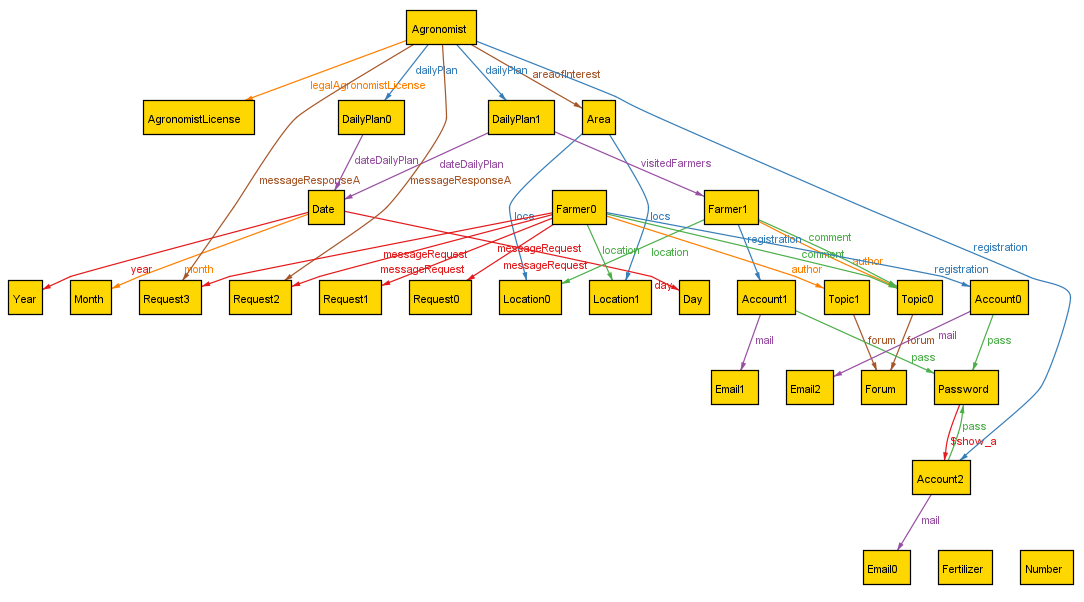 Agronomist
dailyPlan
dailyPlan
areaofInterest
legalAgronomistLicense
AgronomistLicense
DailyPlan0
DailyPlan1
Area
dateDailyPlan
dateDailyPlan
visitedFarmers
messageResponseA
messageResponseA
Date
Farmer0
Farmer1
locs
locs
comment
registration
registration
messageRequest
messageRequest
location
location
comment
author
year
month
messageRequest
messageRequest
author
registration
day
Year
Month
Request3
Request2
Request1
Request0
Location0
Location1
Day
Account1
Topic1
Topic0
Account0
mail
forum
forum
mail
pass
pass
Email1
Email2
Forum
Password
pass
$show_a
Account2
mail
Email0
Fertilizer
Number